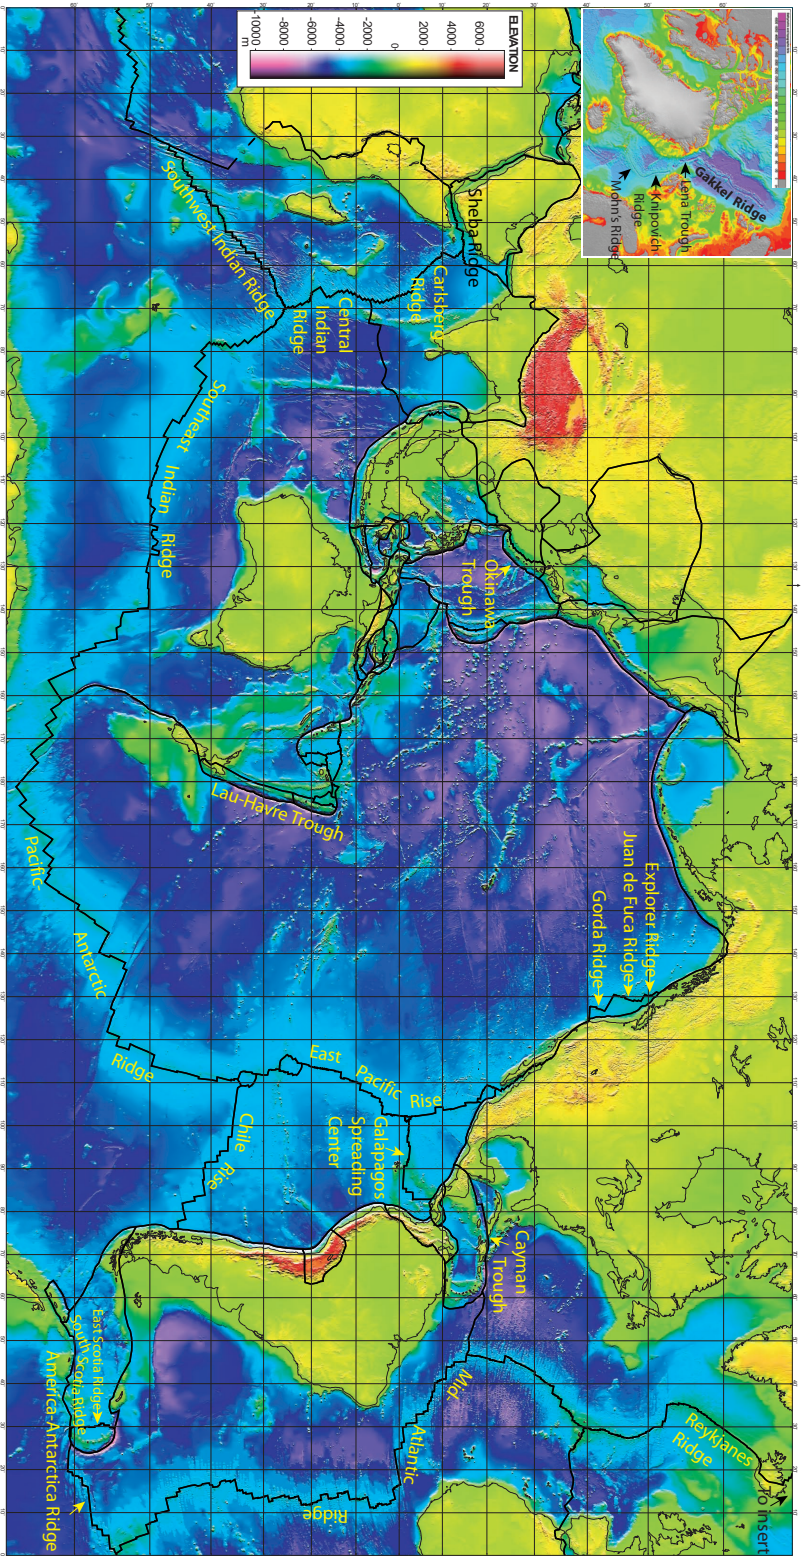 ELEVATION
10000
-8000
-6000
-4000
-2000
0
2000
4000
6000
m
Gakkel Ridge
Lena Trough
Knipovich
Ridge
Mohn's Ridge
Sheba Ridge
Carlsberg
Ridge
Central
Indian
Ridge
Southwest Indian Ridge
Southeast
Indian
Ridge
Okinawa
Trough
Lau-Havre Trough
Explorer Ridge
Juan de Fuca Ridge
Gorda Ridge
Pacific-
Antarctic
Ridge
East
Pacific
Rise
Chile
Rise
Galapagos
Spreading
Center
Cayman
Trough
Mid
Atlantic
Ridge
Reykjanes
Ridge
To insert
East Scotia Ridge
South Scotia Ridge
America-Antarctica Ridge